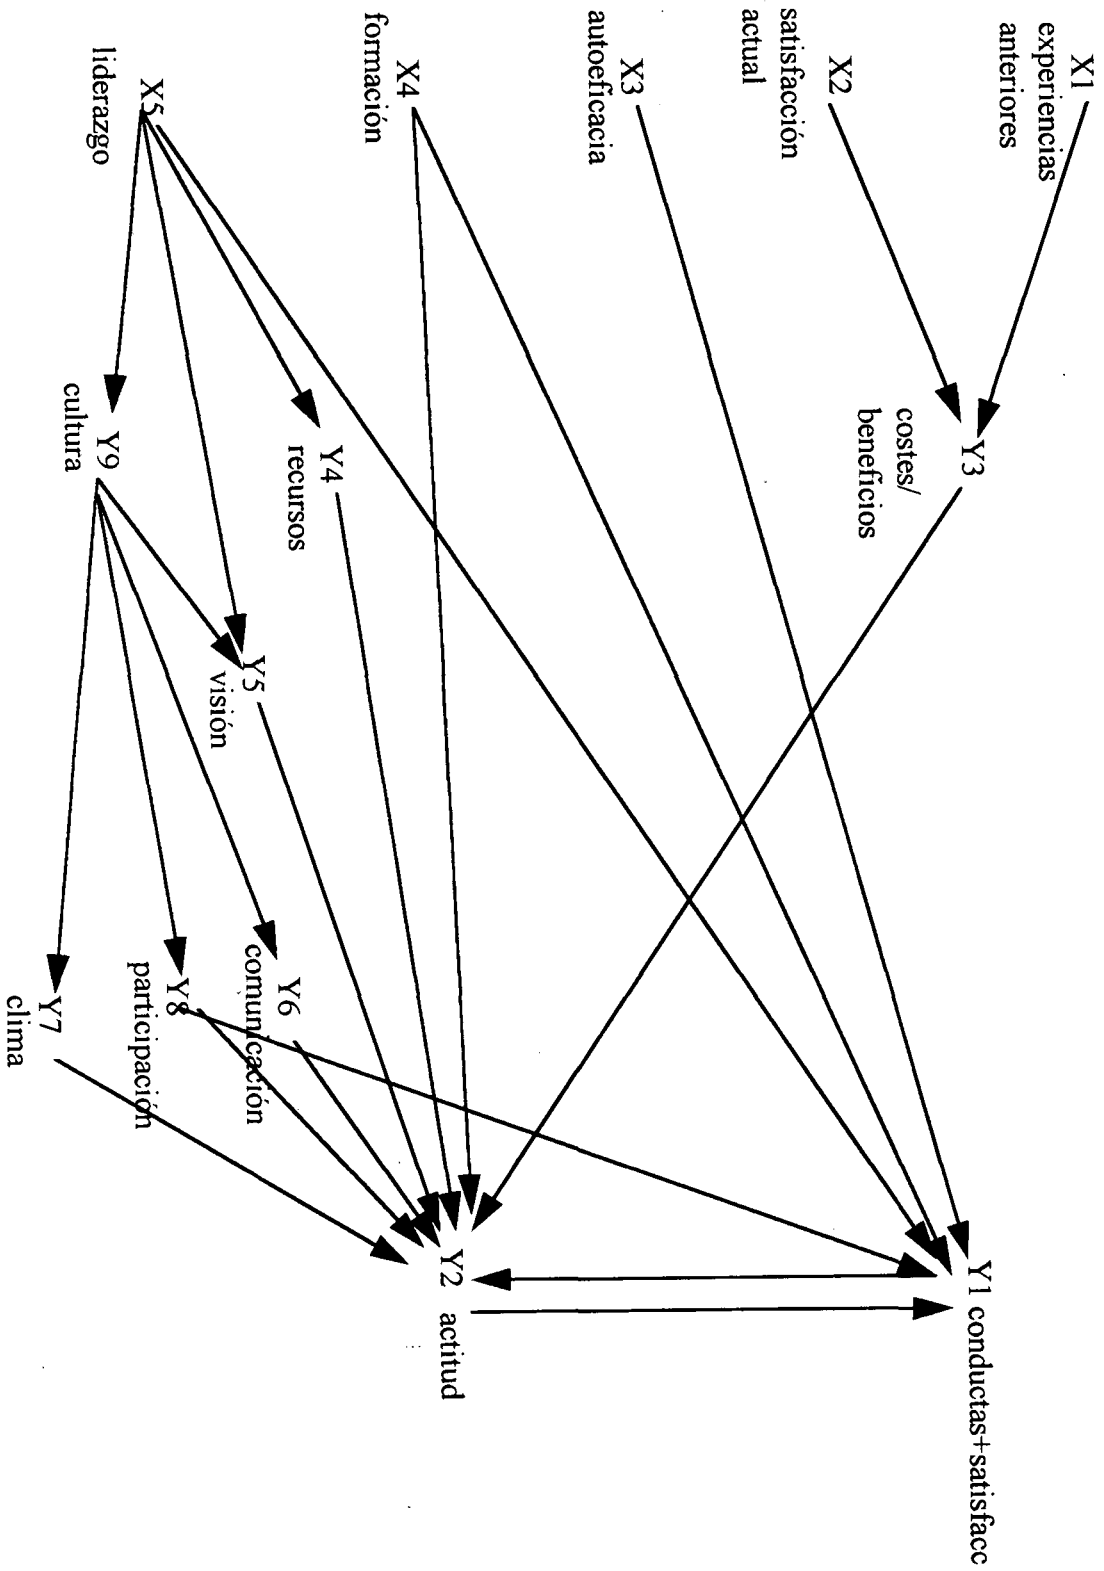 X1
experiencias
anteriores
X2
satisfacción
actual
X3
autoeficacia
X4
formación
X5
liderazgo
Y3
costes/
beneficios
Y4
recursos
Y9
cultura
Y5
visión
Y6
comunicación
Y8
participación
Y7
clima
Y1 conductas+satisfacc
Y2 actitud